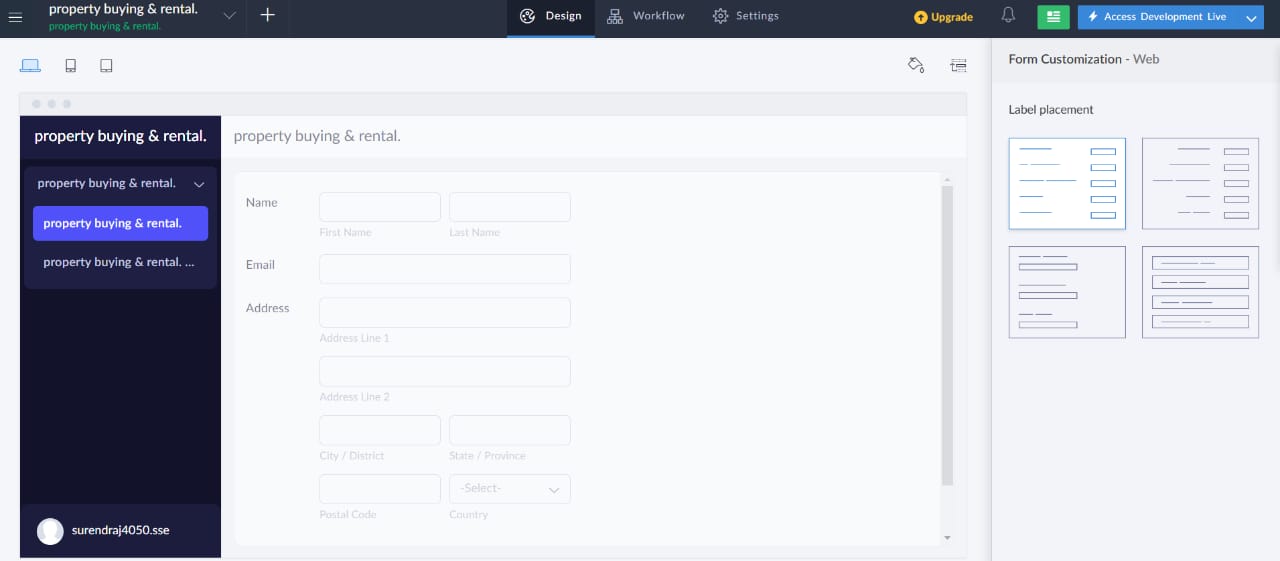 property buying & rental.
property buying & rental.
Design
Workflow
Settings
Upgrade
Access Development Live
Form Customization - Web
Label placement
property buying & rental.
property buying & rental.
property buying & rental.
property buying & rental.
property buying & rental. ...
Name
First Name
Last Name
Email
Address
Address Line 1
Address Line 2
City / District
State / Province
-Select-
Postal Code
Country
surendraj4050.sse